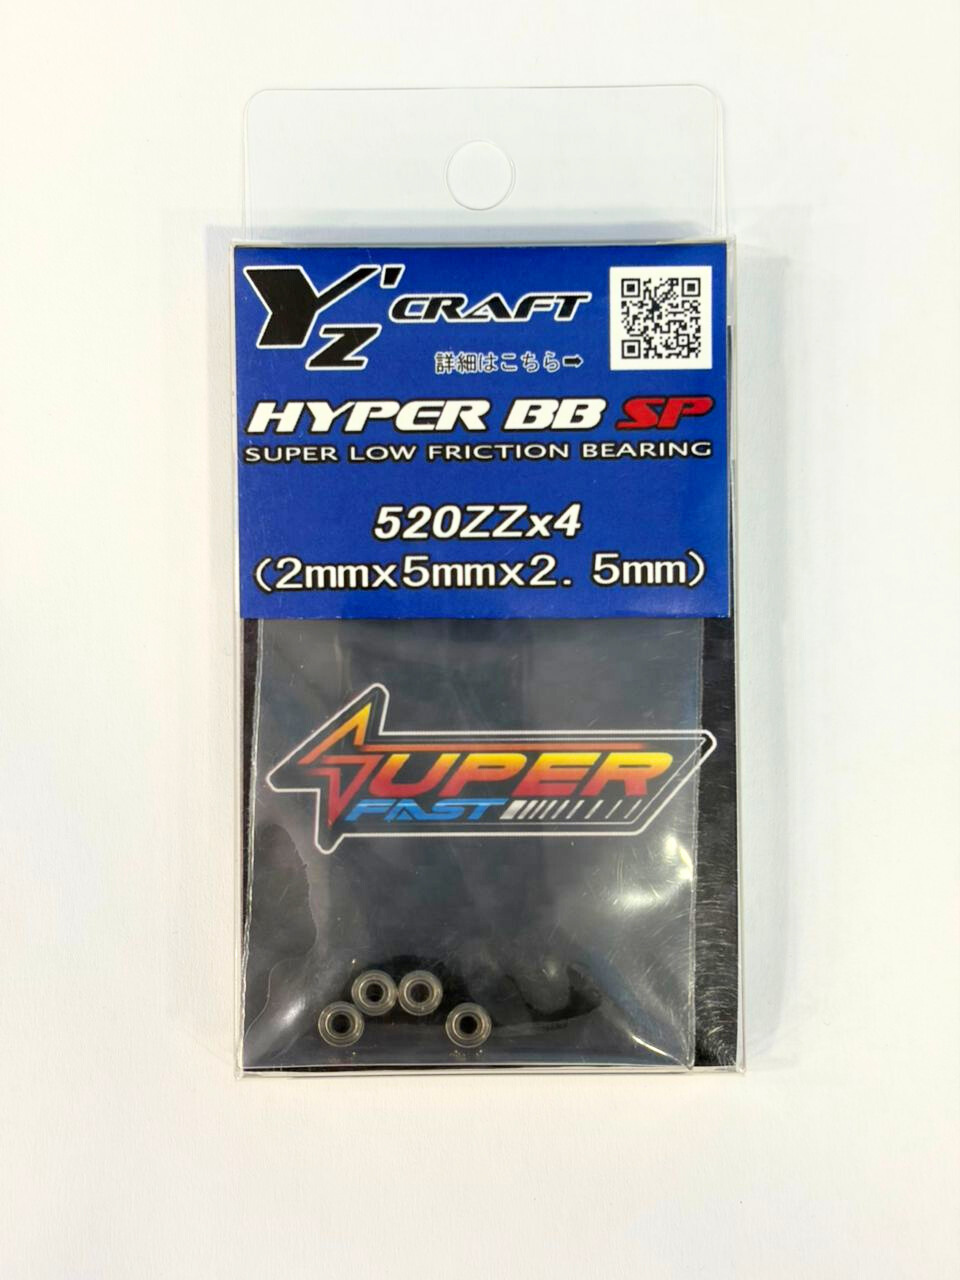 Y'z CRAFT
詳細はこちら➡
HYPER BB SP
SUPER LOW FRICTION BEARING
520ZZx4
(2mmx5mmx2. 5mm)
SUPER
FAST